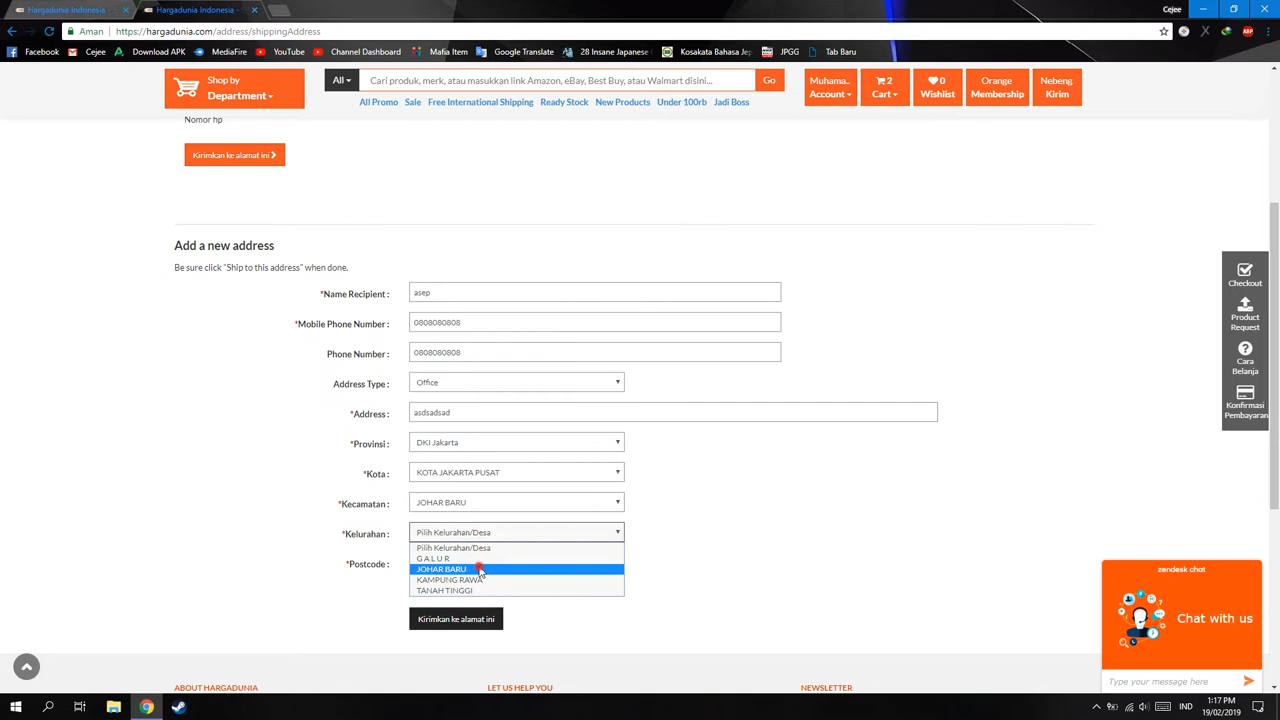 Hargadunia Indonesia
Hargadunia Indonesia -
Cejee
Aman
https://hargadunia.com/address/shippingAddress
Facebook
Cejee
Download APK
MediaFire
YouTube
Channel Dashboard
Mafia Item
Google Translate
28 Insane Japanese
Kosakata Bahasa Jep
JPGG
Tab Baru
Shop by
Department
All
Cari produk, merk, atau masukkan link Amazon, eBay, Best Buy, atau Walmart disini...
Go
All Promo
Sale
Free International Shipping
Ready Stock
New Products
Under 100rb
Jadi Boss
Muhama..
Account
2
Cart
0
Wishlist
Orange
Membership
Nebeng
Kirim
Nomor hp
Kirimkan ke alamat ini
Add a new address
Be sure click "Ship to this address" when done.
*Name Recipient :
asep
*Mobile Phone Number :
0808080808
Phone Number :
0808080808
Address Type :
Office
*Address :
asdsadsad
*Provinsi :
DKI Jakarta
*Kota :
KOTA JAKARTA PUSAT
*Kecamatan :
JOHAR BARU
*Kelurahan :
Pilih Kelurahan/Desa
Pilih Kelurahan/Desa
G A L U R
JOHAR BARU
*Postcode :
KAMPUNG RAWA
TANAH TINGGI
Kirimkan ke alamat ini
Checkout
Product
Request
Cara
Belanja
Konfirmasi
Pembayaran
zendesk chat
Chat with us
Type your message here
ABOUT HARGADUNIA
LET US HELP YOU
NEWSLETTER
IND
1:17 PM
19/02/2019